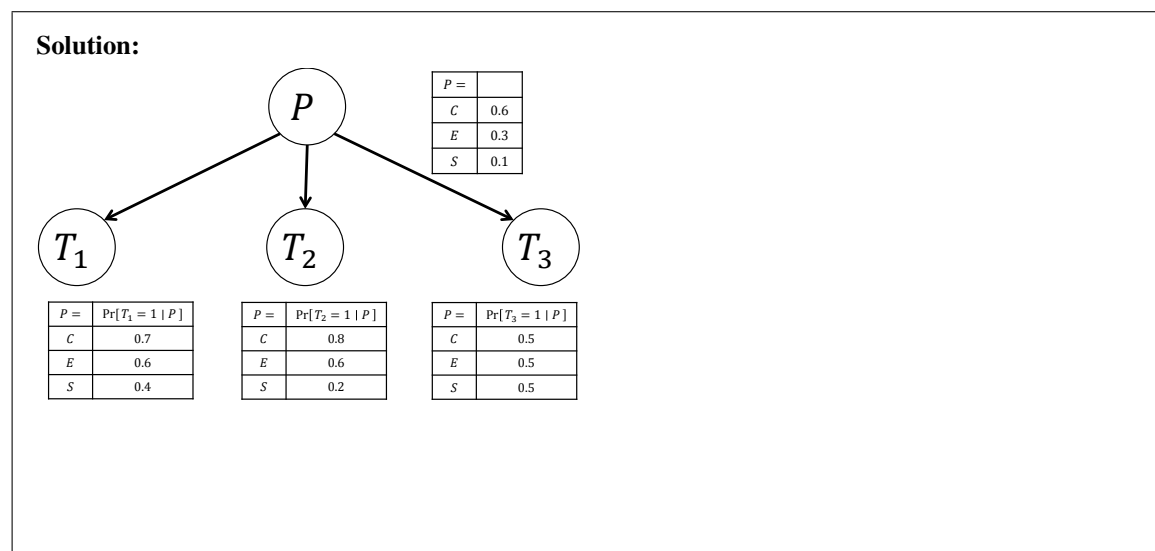 Solution:
P
P =
C 0.6
E 0.3
S 0.1
T₁ T₂ T₃
P = Pr[T₁ = 1 | P ]
C 0.7
E 0.6
S 0.4
P = Pr[T₂ = 1 | P ]
C 0.8
E 0.6
S 0.2
P = Pr[T₃ = 1 | P ]
C 0.5
E 0.5
S 0.5